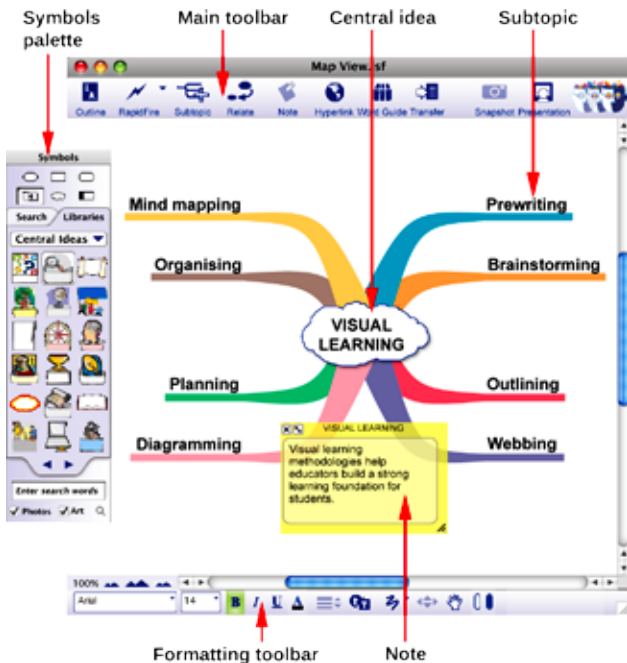 Symbols palette
Main toolbar
Central idea
Subtopic
Map View.isf
Outline RapidFire Subtopic Relate Note Hyperlink Word Guide Transfer Snapshot Presentation
Symbols
Search Libraries
Central Ideas
Enter search words
Photos Art
Mind mapping
Prewriting
Organising
Brainstorming
VISUAL
LEARNING
Planning
Outlining
Diagramming
Webbing
VISUAL LEARNING
Visual learning
methodologies help
educators build a strong
learning foundation for
students.
100%
Arial 14 B I U A
Formatting toolbar
Note